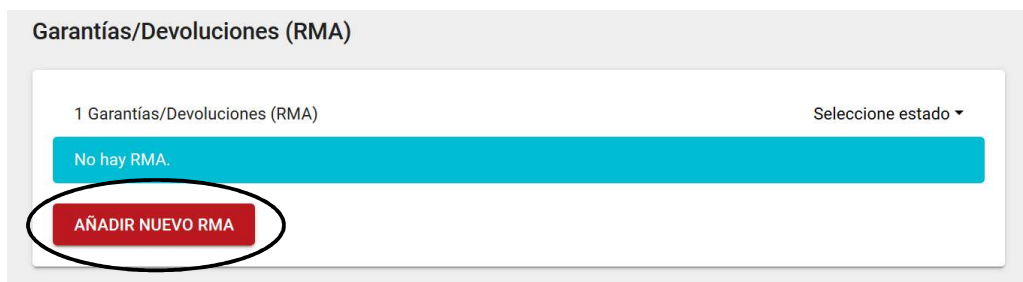 Garantías/Devoluciones (RMA)
1 Garantías/Devoluciones (RMA)
Seleccione estado
No hay RMA.
AÑADIR NUEVO RMA